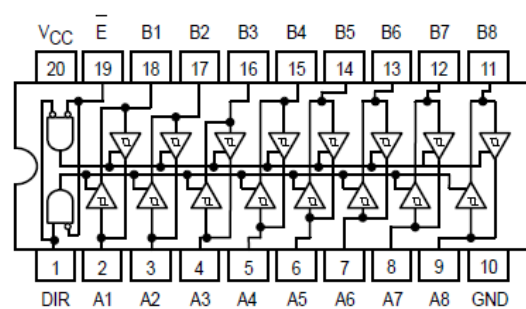 V_CC E̅ B1 B2 B3 B4 B5 B6 B7 B8
20 19 18 17 16 15 14 13 12 11
1 2 3 4 5 6 7 8 9 10
DIR A1 A2 A3 A4 A5 A6 A7 A8 GND